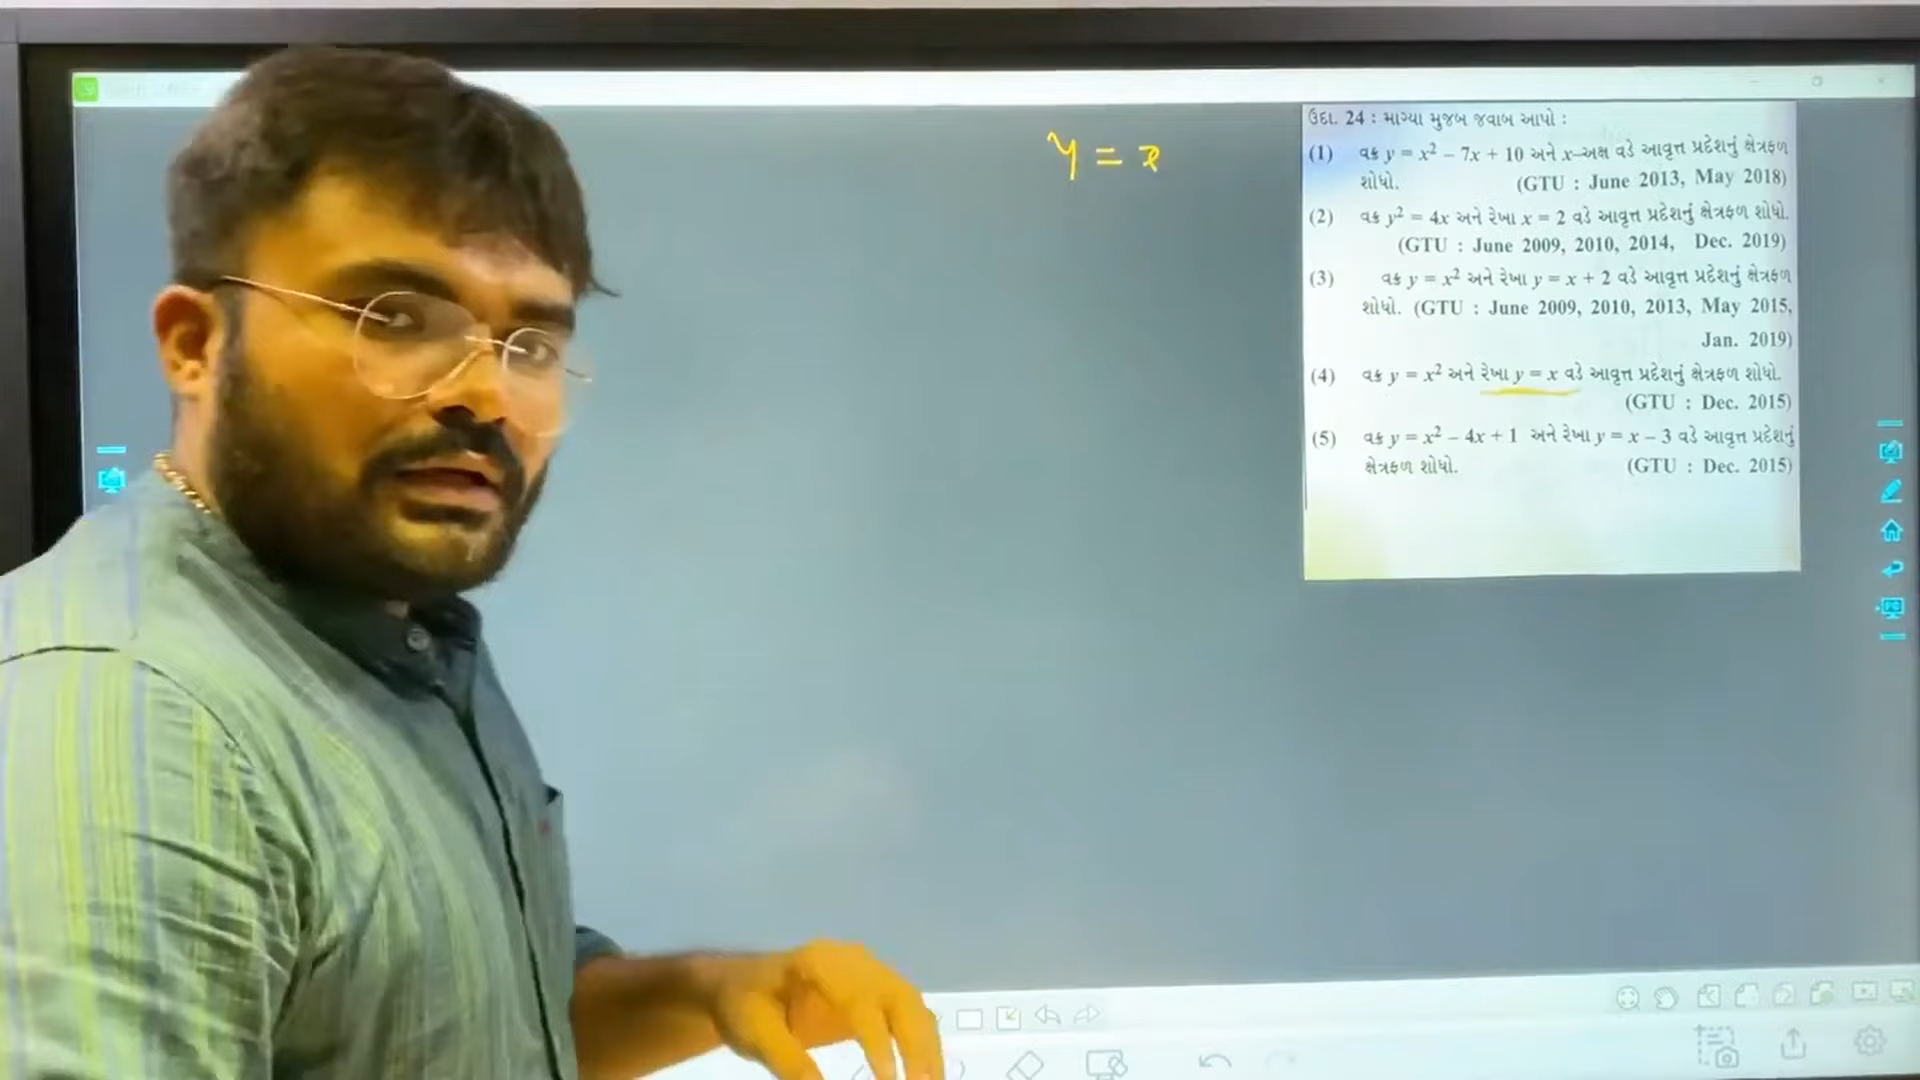 y = x
ઉદા. 24 : માગ્યા મુજબ જવાબ આપો :
(1) વક્ર y = x² – 7x + 10 અને x–અક્ષ વડે આવૃત્ત પ્રદેશનું ક્ષેત્રફળ
શોધો. (GTU : June 2013, May 2018)
(2) વક્ર y² = 4x અને રેખા x = 2 વડે આવૃત્ત પ્રદેશનું ક્ષેત્રફળ શોધો.
(GTU : June 2009, 2010, 2014, Dec. 2019)
(3) વક્ર y = x² અને રેખા y = x + 2 વડે આવૃત્ત પ્રદેશનું ક્ષેત્રફળ
શોધો. (GTU : June 2009, 2010, 2013, May 2015,
Jan. 2019)
(4) વક્ર y = x² અને રેખા y = x વડે આવૃત્ત પ્રદેશનું ક્ષેત્રફળ શોધો.
(GTU : Dec. 2015)
(5) વક્ર y = x² – 4x + 1 અને રેખા y = x – 3 વડે આવૃત્ત પ્રદેશનું
ક્ષેત્રફળ શોધો. (GTU : Dec. 2015)